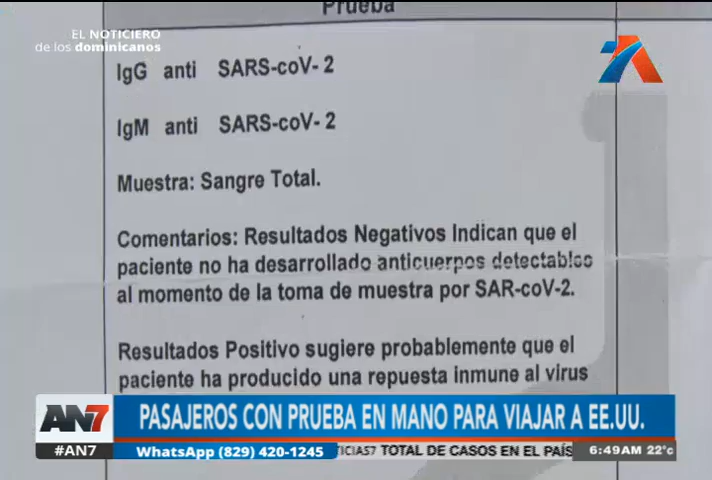 Prueba
EL NOTICIERO
de los dominicanos
IgG anti SARS-coV-2
IgM anti SARS-coV-2
Muestra: Sangre Total.
Comentarios: Resultados Negativos Indican que el
paciente no ha desarrollado anticuerpos detectables
al momento de la toma de muestra por SAR-coV-2.
Resultados Positivo sugiere probablemente que el
paciente ha producido una repuesta inmune al virus
AN7
PASAJEROS CON PRUEBA EN MANO PARA VIAJAR A EE.UU.
#AN7
WhatsApp (829) 420-1245
ICIAS7 TOTAL DE CASOS EN EL PAÍS
6:49AM 22°c